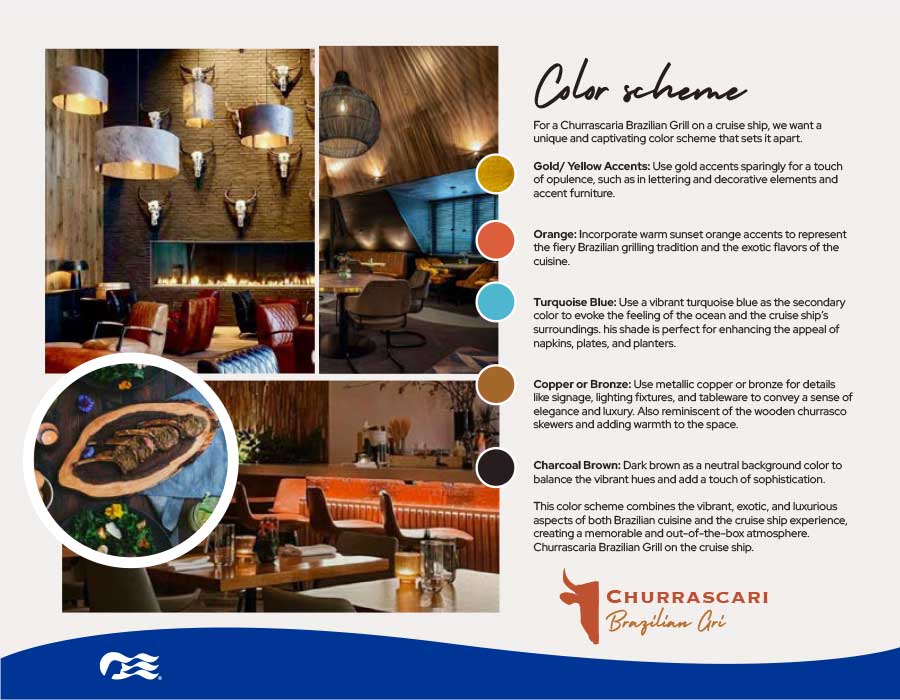 Color scheme
For a Churrascaria Brazilian Grill on a cruise ship, we want a
unique and captivating color scheme that sets it apart.
Gold/ Yellow Accents: Use gold accents sparingly for a touch
of opulence, such as in lettering and decorative elements and
accent furniture.
Orange: Incorporate warm sunset orange accents to represent
the fiery Brazilian grilling tradition and the exotic flavors of the
cuisine.
Turquoise Blue: Use a vibrant turquoise blue as the secondary
color to evoke the feeling of the ocean and the cruise ship's
surroundings. his shade is perfect for enhancing the appeal of
napkins, plates, and planters.
Copper or Bronze: Use metallic copper or bronze for details
like signage, lighting fixtures, and tableware to convey a sense of
elegance and luxury. Also reminiscent of the wooden churrasco
skewers and adding warmth to the space.
Charcoal Brown: Dark brown as a neutral background color to
balance the vibrant hues and add a touch of sophistication.
This color scheme combines the vibrant, exotic, and luxurious
aspects of both Brazilian cuisine and the cruise ship experience,
creating a memorable and out-of-the-box atmosphere.
Churrascaria Brazilian Grill on the cruise ship.
CHURRASCARI
Brazilian Gri